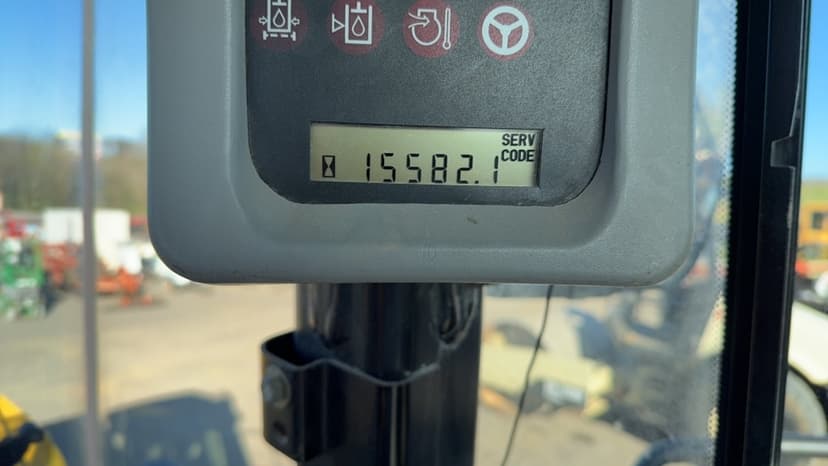 SERV
CODE
15582.1